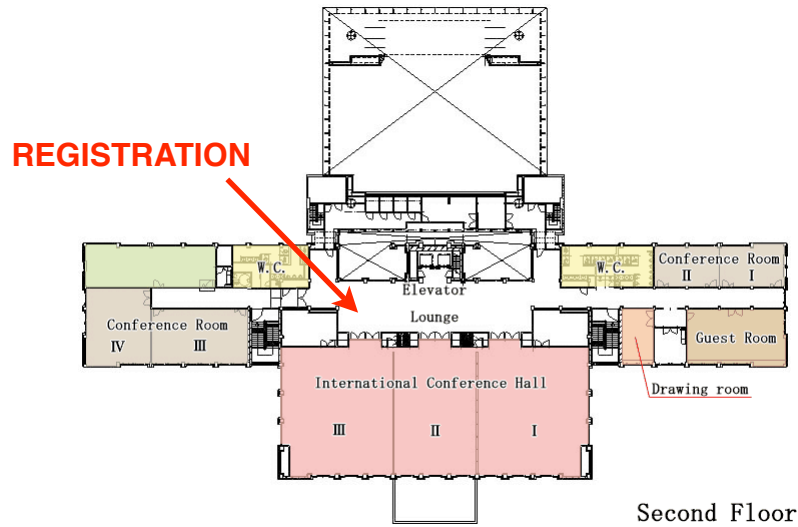 REGISTRATION
W.C.
W.C.
Conference Room
Ⅱ Ⅰ
Elevator
Lounge
Conference Room
Ⅳ Ⅲ
Guest Room
International Conference Hall
Drawing room
Ⅲ Ⅱ Ⅰ
Second Floor